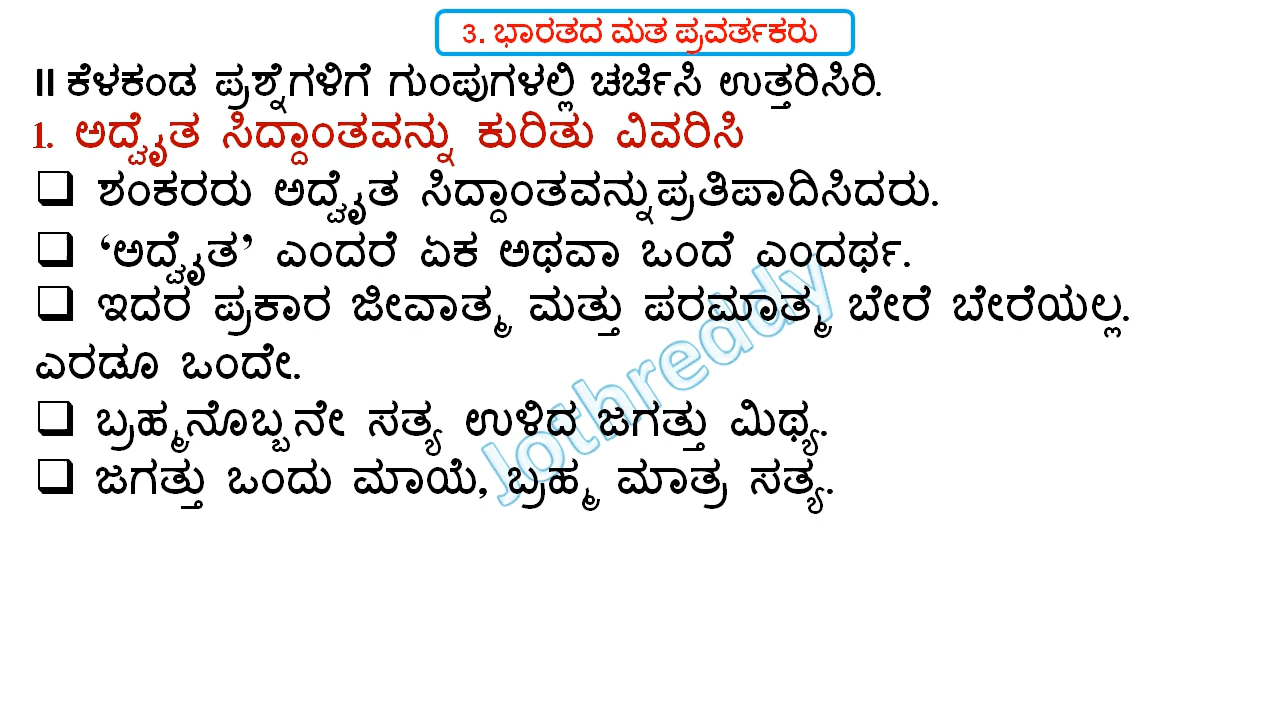 3. ಭಾರತದ ಮತ ಪ್ರವರ್ತಕರು
II ಕೆಳಕಂಡ ಪ್ರಶ್ನೆಗಳಿಗೆ ಗುಂಪುಗಳಲ್ಲಿ ಚರ್ಚಿಸಿ ಉತ್ತರಿಸಿರಿ.
1. ಅದ್ವೈತ ಸಿದ್ದಾಂತವನ್ನು ಕುರಿತು ವಿವರಿಸಿ
❑ ಶಂಕರರು ಅದ್ವೈತ ಸಿದ್ದಾಂತವನ್ನು ಪ್ರತಿಪಾದಿಸಿದರು.
❑ ‘ಅದ್ವೈತ’ ಎಂದರೆ ಏಕ ಅಥವಾ ಒಂದೆ ಎಂದರ್ಥ.
❑ ಇದರ ಪ್ರಕಾರ ಜೀವಾತ್ಮ ಮತ್ತು ಪರಮಾತ್ಮ ಬೇರೆ ಬೇರೆಯಲ್ಲ.
ಎರಡೂ ಒಂದೇ.
❑ ಬ್ರಹ್ಮನೊಬ್ಬನೇ ಸತ್ಯ ಉಳಿದ ಜಗತ್ತು ಮಿಥ್ಯ.
❑ ಜಗತ್ತು ಒಂದು ಮಾಯೆ, ಬ್ರಹ್ಮ ಮಾತ್ರ ಸತ್ಯ.
Jothreddy